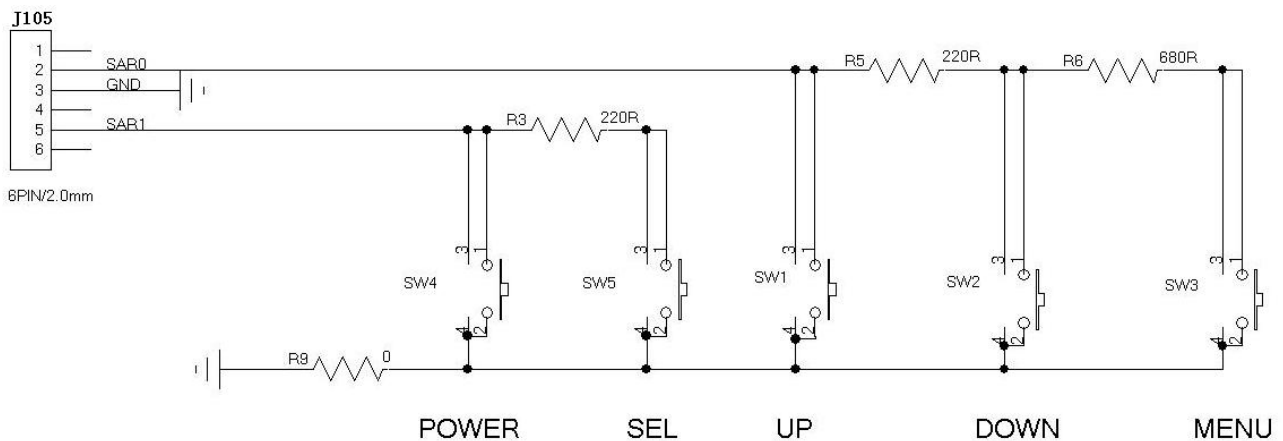 J105
1
2 SAR0
3 GND
4
5 SAR1
6
6PIN/2.0mm
R3 220R
R5 220R
R6 680R
3 1
SW4
4 2
3 1
SW5
4 2
3 1
SW1
4 2
3 1
SW2
4 2
3 1
SW3
4 2
R9 0
POWER SEL UP DOWN MENU